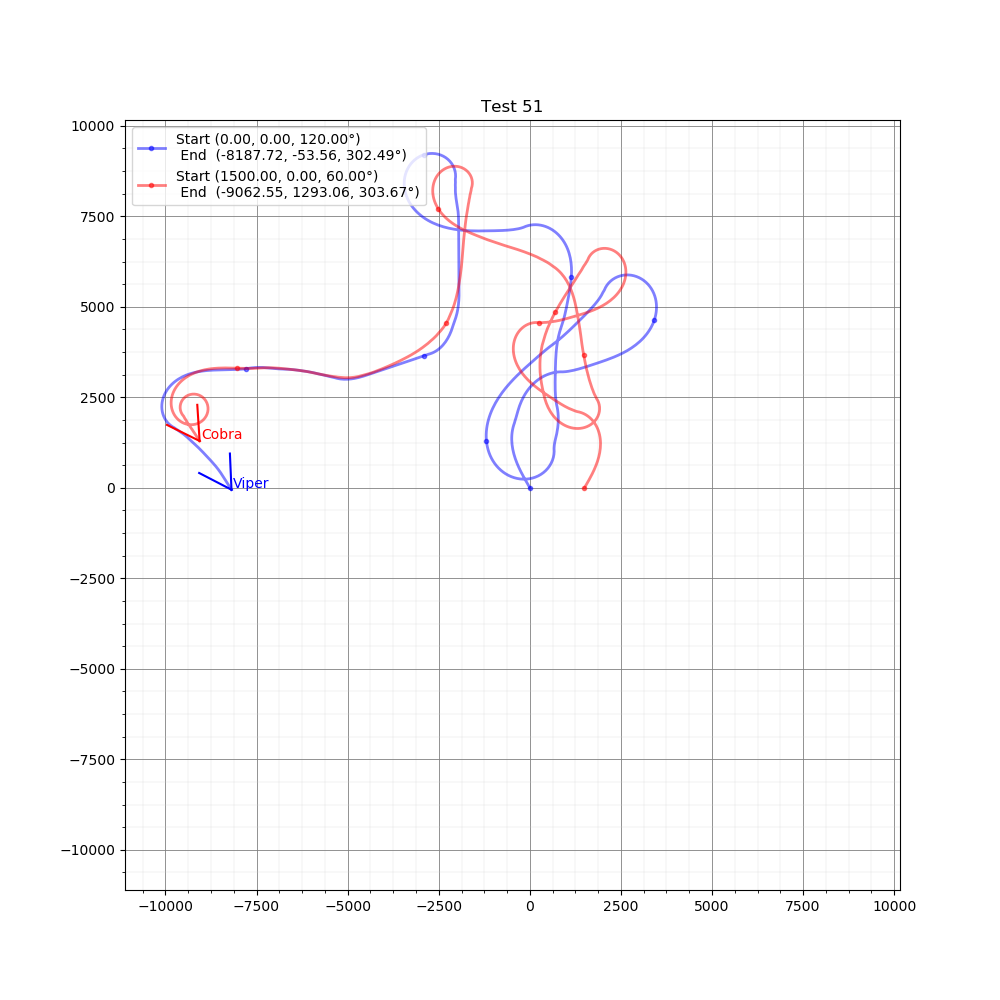 Test 51
Start (0.00, 0.00, 120.00°)
End (-8187.72, -53.56, 302.49°)
Start (1500.00, 0.00, 60.00°)
End (-9062.55, 1293.06, 303.67°)
10000
7500
5000
2500
0
−2500
−5000
−7500
−10000
Cobra
Viper
−10000 −7500 −5000 −2500 0 2500 5000 7500 10000